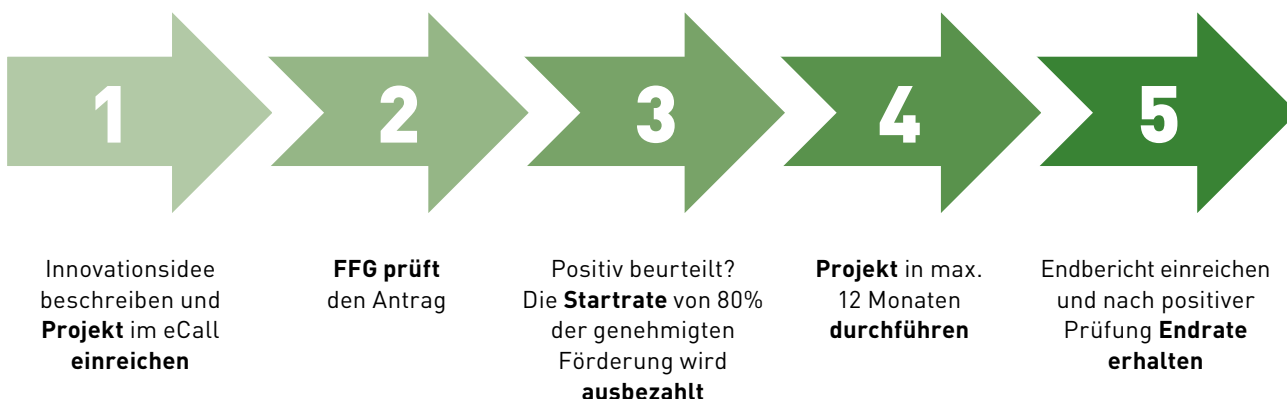 1
2
3
4
5
Innovationsidee
beschreiben und
Projekt im eCall
einreichen
FFG prüft
den Antrag
Positiv beurteilt?
Die Startrate von 80%
der genehmigten
Förderung wird
ausbezahlt
Projekt in max.
12 Monaten
durchführen
Endbericht einreichen
und nach positiver
Prüfung Endrate
erhalten